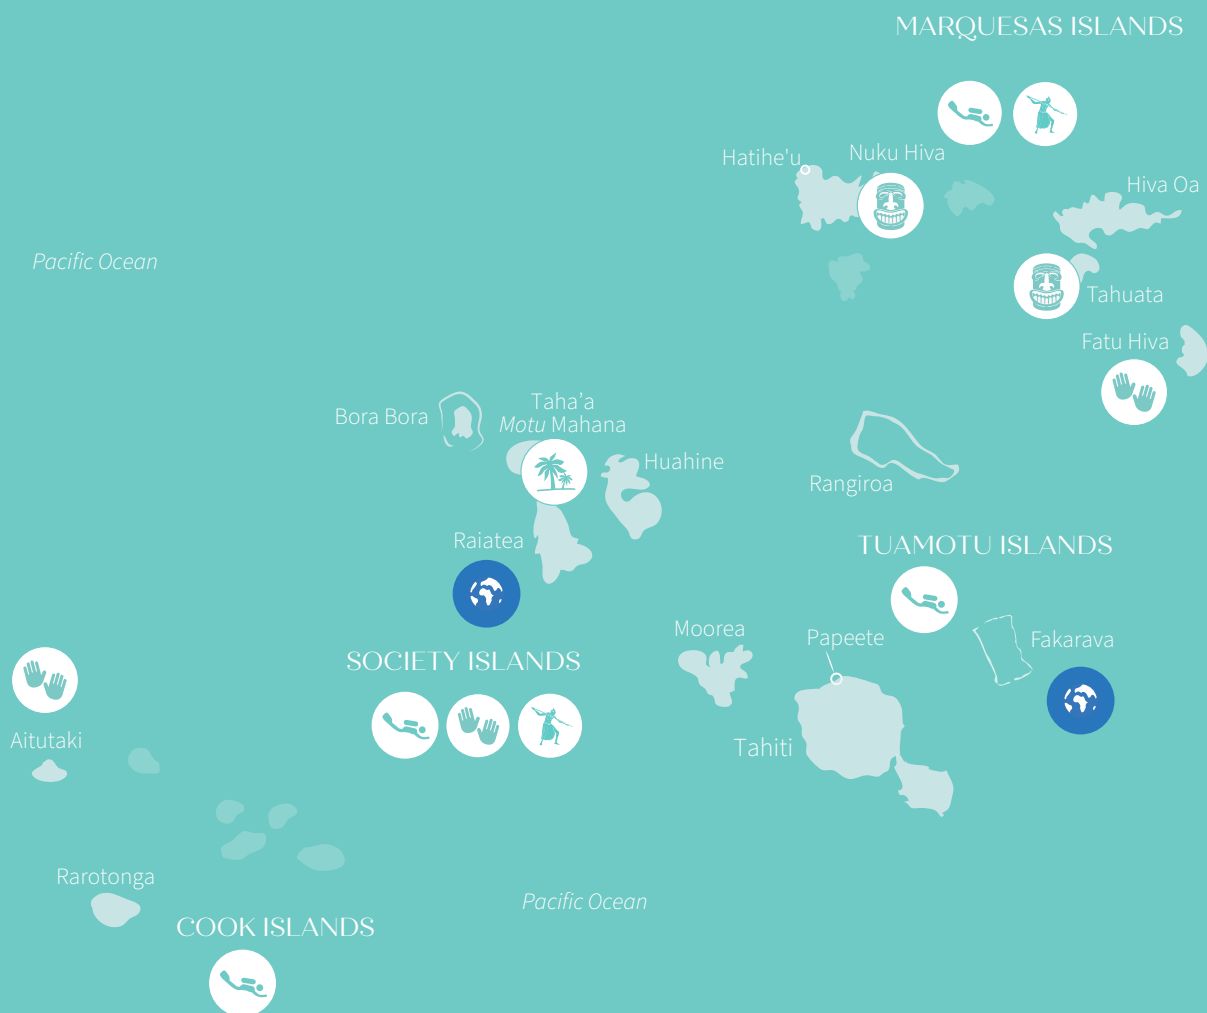 MARQUESAS ISLANDS
Hatihe'u
Nuku Hiva
Hiva Oa
Pacific Ocean
Tahuata
Fatu Hiva
Bora Bora
Taha’a
Motu Mahana
Huahine
Rangiroa
Raiatea
TUAMOTU ISLANDS
Moorea
Papeete
Fakarava
SOCIETY ISLANDS
Aitutaki
Tahiti
Rarotonga
Pacific Ocean
COOK ISLANDS